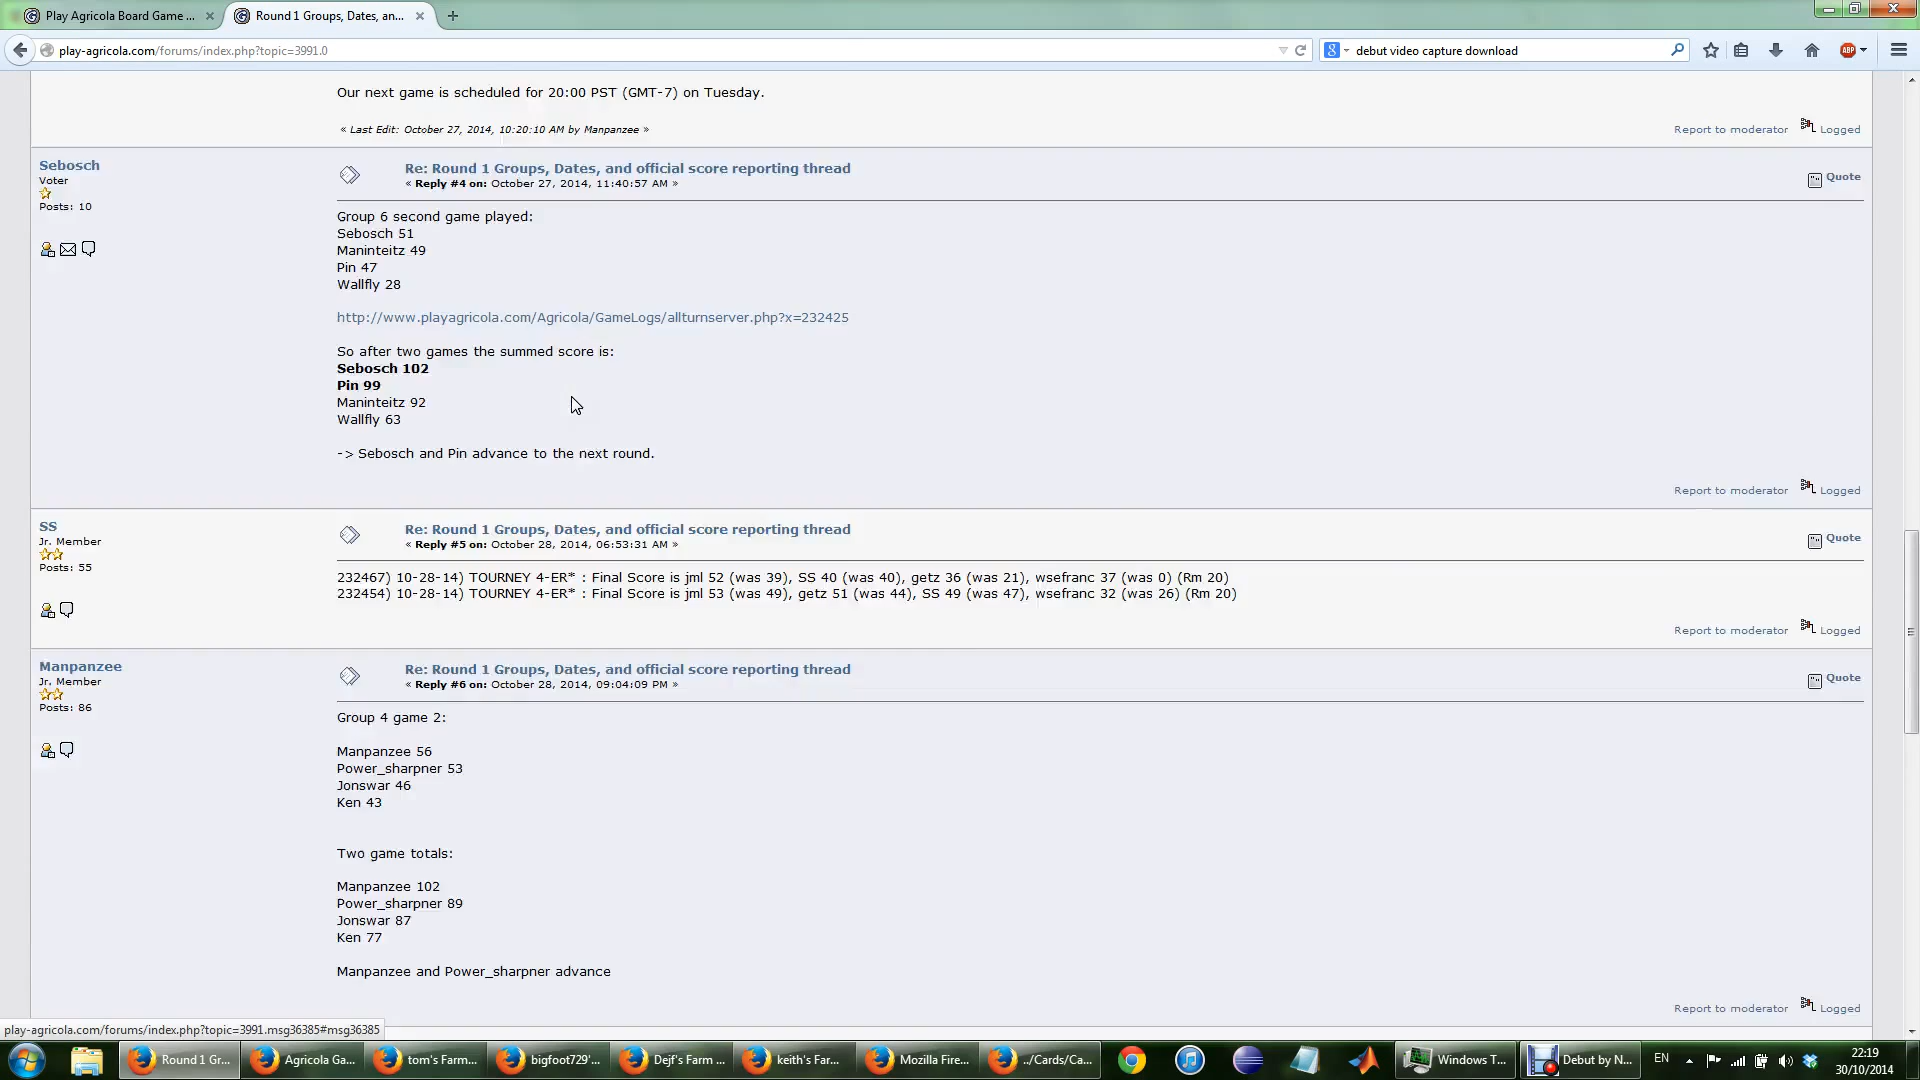 Play Agricola Board Game ...
Round 1 Groups, Dates, an...
play-agricola.com/forums/index.php?topic=3991.0
debut video capture download
ABP
Our next game is scheduled for 20:00 PST (GMT-7) on Tuesday.
« Last Edit: October 27, 2014, 10:20:10 AM by Manpanzee »
Report to moderator
Logged
Sebosch
Voter
Posts: 10
Re: Round 1 Groups, Dates, and official score reporting thread
« Reply #4 on: October 27, 2014, 11:40:57 AM »
Quote
Group 6 second game played:
Sebosch 51
Maninteitz 49
Pin 47
Wallfly 28
http://www.playagricola.com/Agricola/GameLogs/allturnserver.php?x=232425
So after two games the summed score is:
Sebosch 102
Pin 99
Maninteitz 92
Wallfly 63
-> Sebosch and Pin advance to the next round.
Report to moderator
Logged
SS
Jr. Member
Posts: 55
Re: Round 1 Groups, Dates, and official score reporting thread
« Reply #5 on: October 28, 2014, 06:53:31 AM »
Quote
232467) 10-28-14) TOURNEY 4-ER* : Final Score is jml 52 (was 39), SS 40 (was 40), getz 36 (was 21), wsefranc 37 (was 0) (Rm 20)
232454) 10-28-14) TOURNEY 4-ER* : Final Score is jml 53 (was 49), getz 51 (was 44), SS 49 (was 47), wsefranc 32 (was 26) (Rm 20)
Report to moderator
Logged
Manpanzee
Jr. Member
Posts: 86
Re: Round 1 Groups, Dates, and official score reporting thread
« Reply #6 on: October 28, 2014, 09:04:09 PM »
Quote
Group 4 game 2:
Manpanzee 56
Power_sharpner 53
Jonswar 46
Ken 43
Two game totals:
Manpanzee 102
Power_sharpner 89
Jonswar 87
Ken 77
Manpanzee and Power_sharpner advance
Report to moderator
Logged
play-agricola.com/forums/index.php?topic=3991.msg36385#msg36385
Round 1 Gr...
Agricola Ga...
tom's Farm...
bigfoot729'...
Dejf's Farm ...
keith's Far...
Mozilla Fire...
../Cards/Ca...
Windows T...
Debut by N...
EN
22:19
30/10/2014